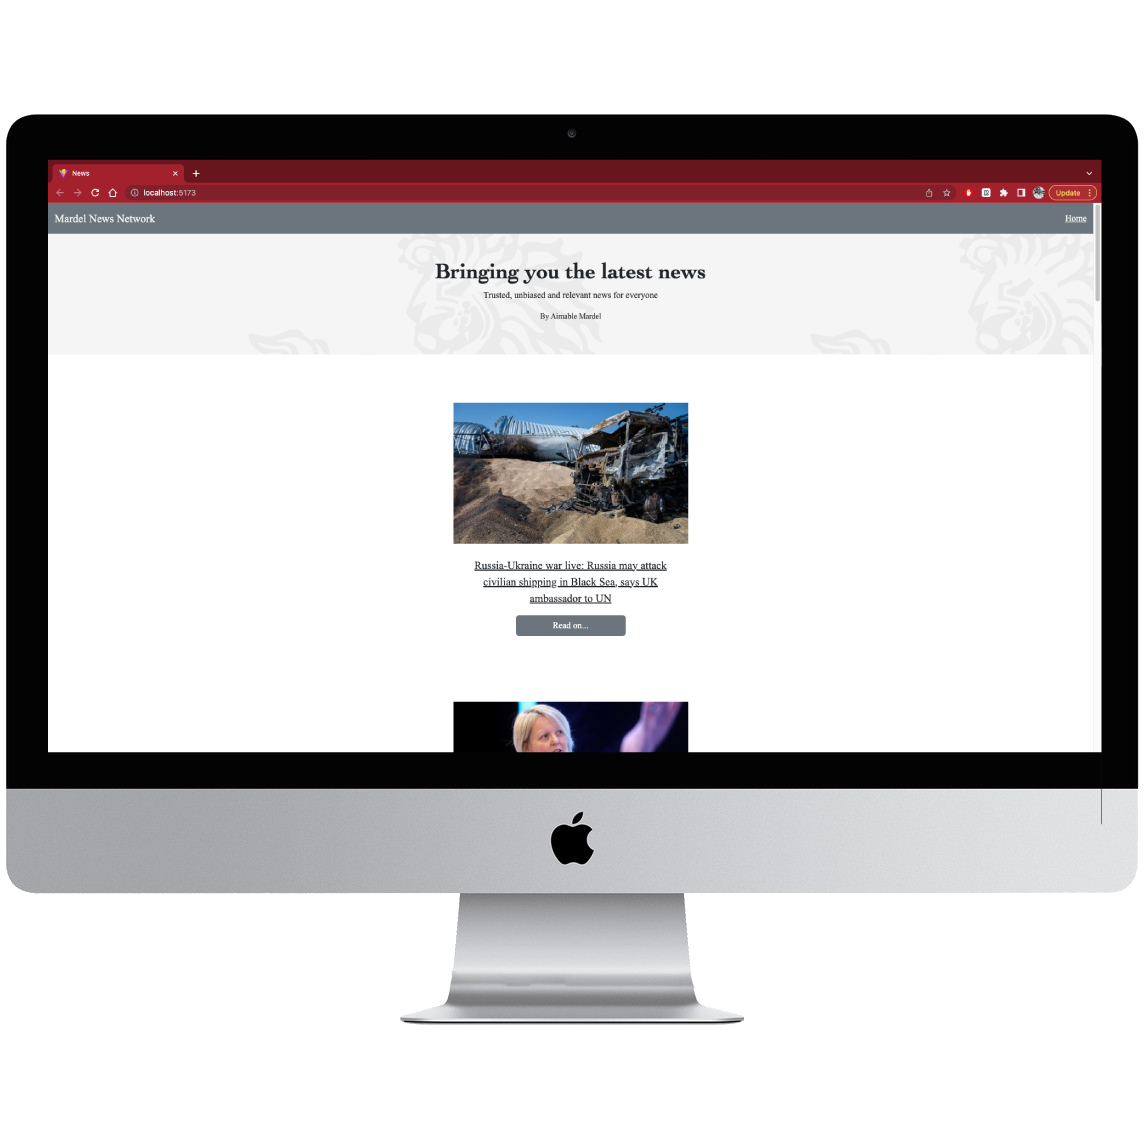 News
localhost:5173
Update
Mardel News Network
Home
Bringing you the latest news
Trusted, unbiased and relevant news for everyone
By Aimable Mardel
Russia-Ukraine war live: Russia may attack
civilian shipping in Black Sea, says UK
ambassador to UN
Read on...